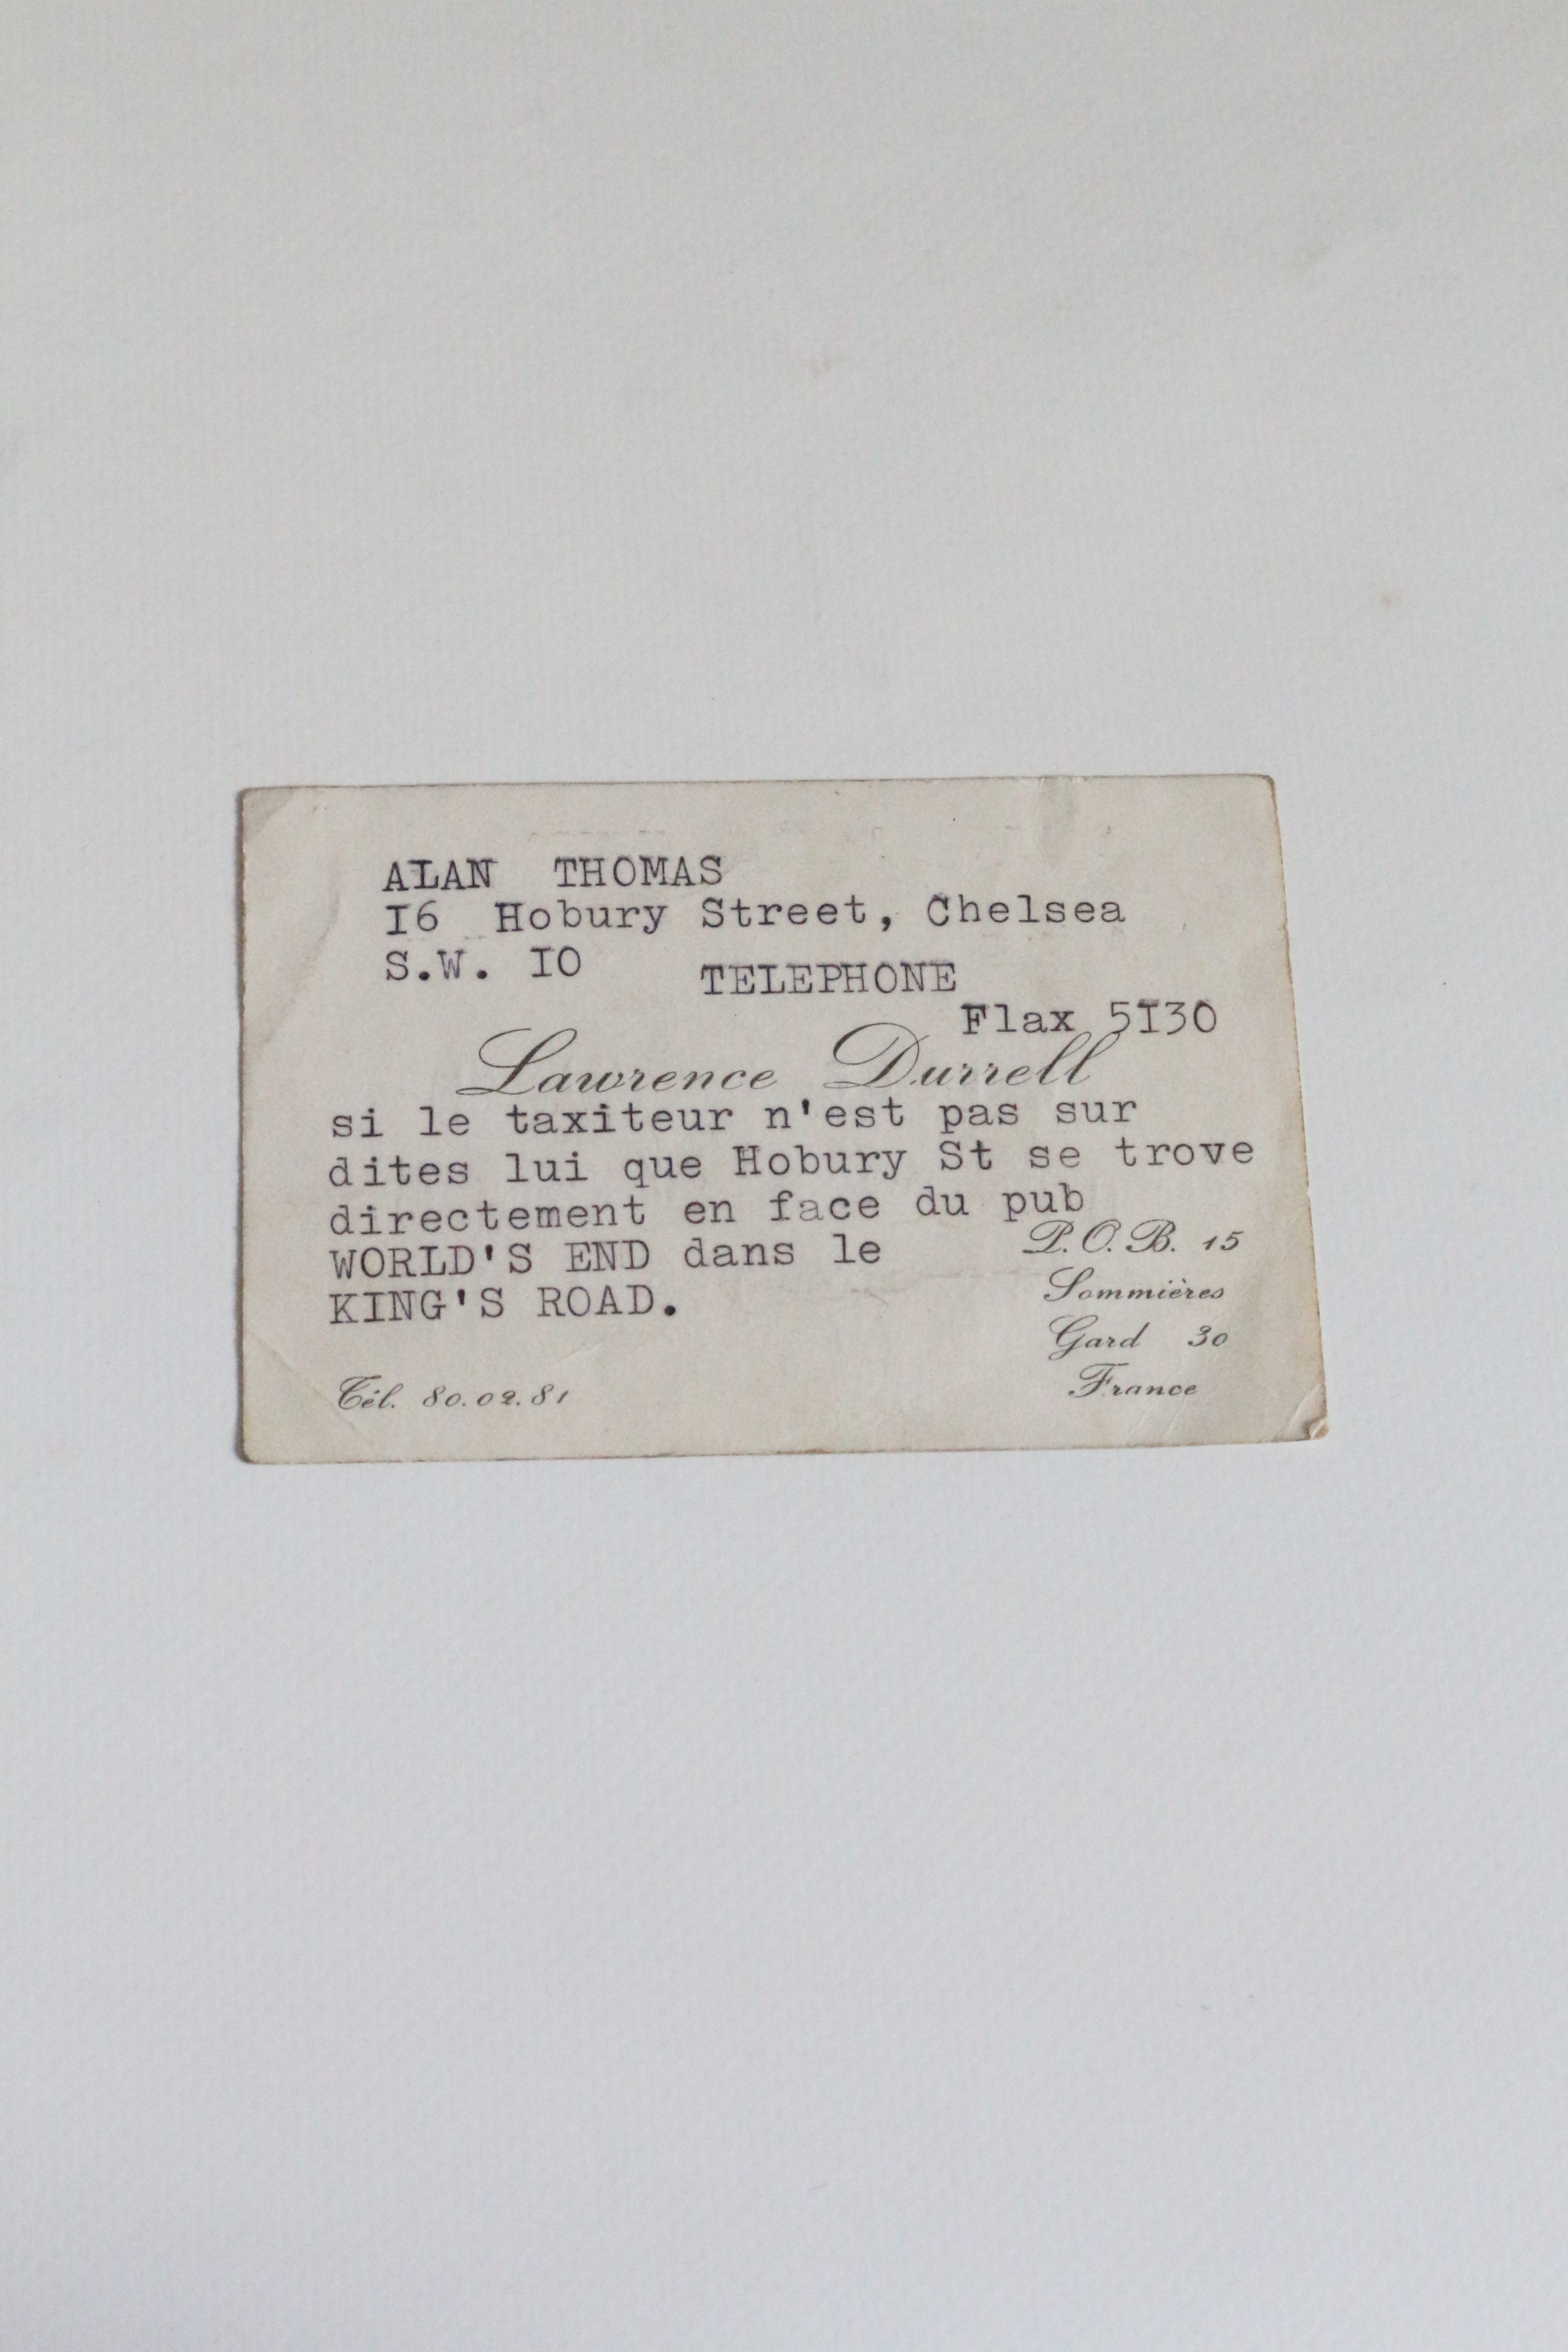 ALAN THOMAS
I6 Hobury Street, Chelsea
S.W. IO TELEPHONE
Flax 5I30
Lawrence Durrell
si le taxiteur n'est pas sur
dites lui que Hobury St se trove
directement en face du pub
WORLD'S END dans le
KING'S ROAD.
P.O.B. 15
Sommières
Gard 30
France
Tél. 80.02.81